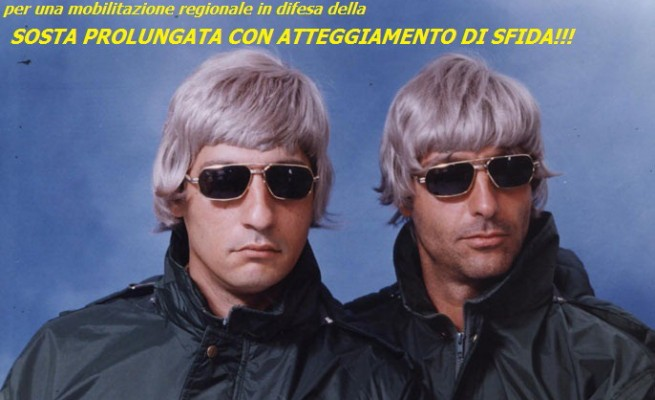 per una mobilitazione regionale in difesa della
SOSTA PROLUNGATA CON ATTEGGIAMENTO DI SFIDA!!!